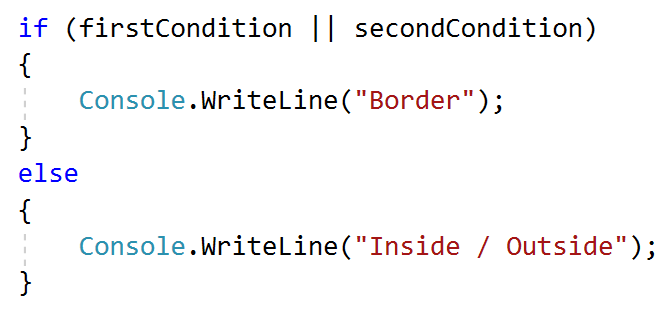 if (firstCondition || secondCondition)
{
    Console.WriteLine("Border");
}
else
{
    Console.WriteLine("Inside / Outside");
}